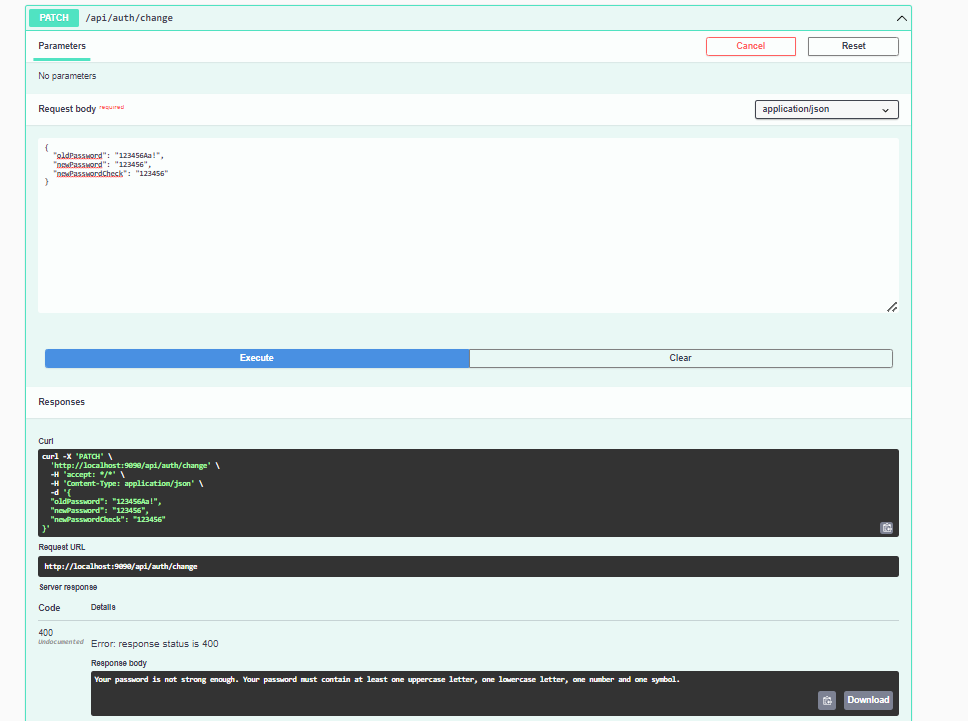 PATCH /api/auth/change
Parameters Cancel Reset
No parameters
Request body required application/json
{
"oldPassword": "123456Aa!",
"newPassword": "123456",
"newPasswordCheck": "123456"
}
Execute Clear
Responses
Curl
curl -X 'PATCH' \
'http://localhost:9090/api/auth/change' \
-H 'accept: */*' \
-H 'Content-Type: application/json' \
-d '{
"oldPassword": "123456Aa!",
"newPassword": "123456",
"newPasswordCheck": "123456"
}'
Request URL
http://localhost:9090/api/auth/change
Server response
Code Details
400
Undocumented
Error: response status is 400
Response body
Your password is not strong enough. Your password must contain at least one uppercase letter, one lowercase letter, one number and one symbol.
Download